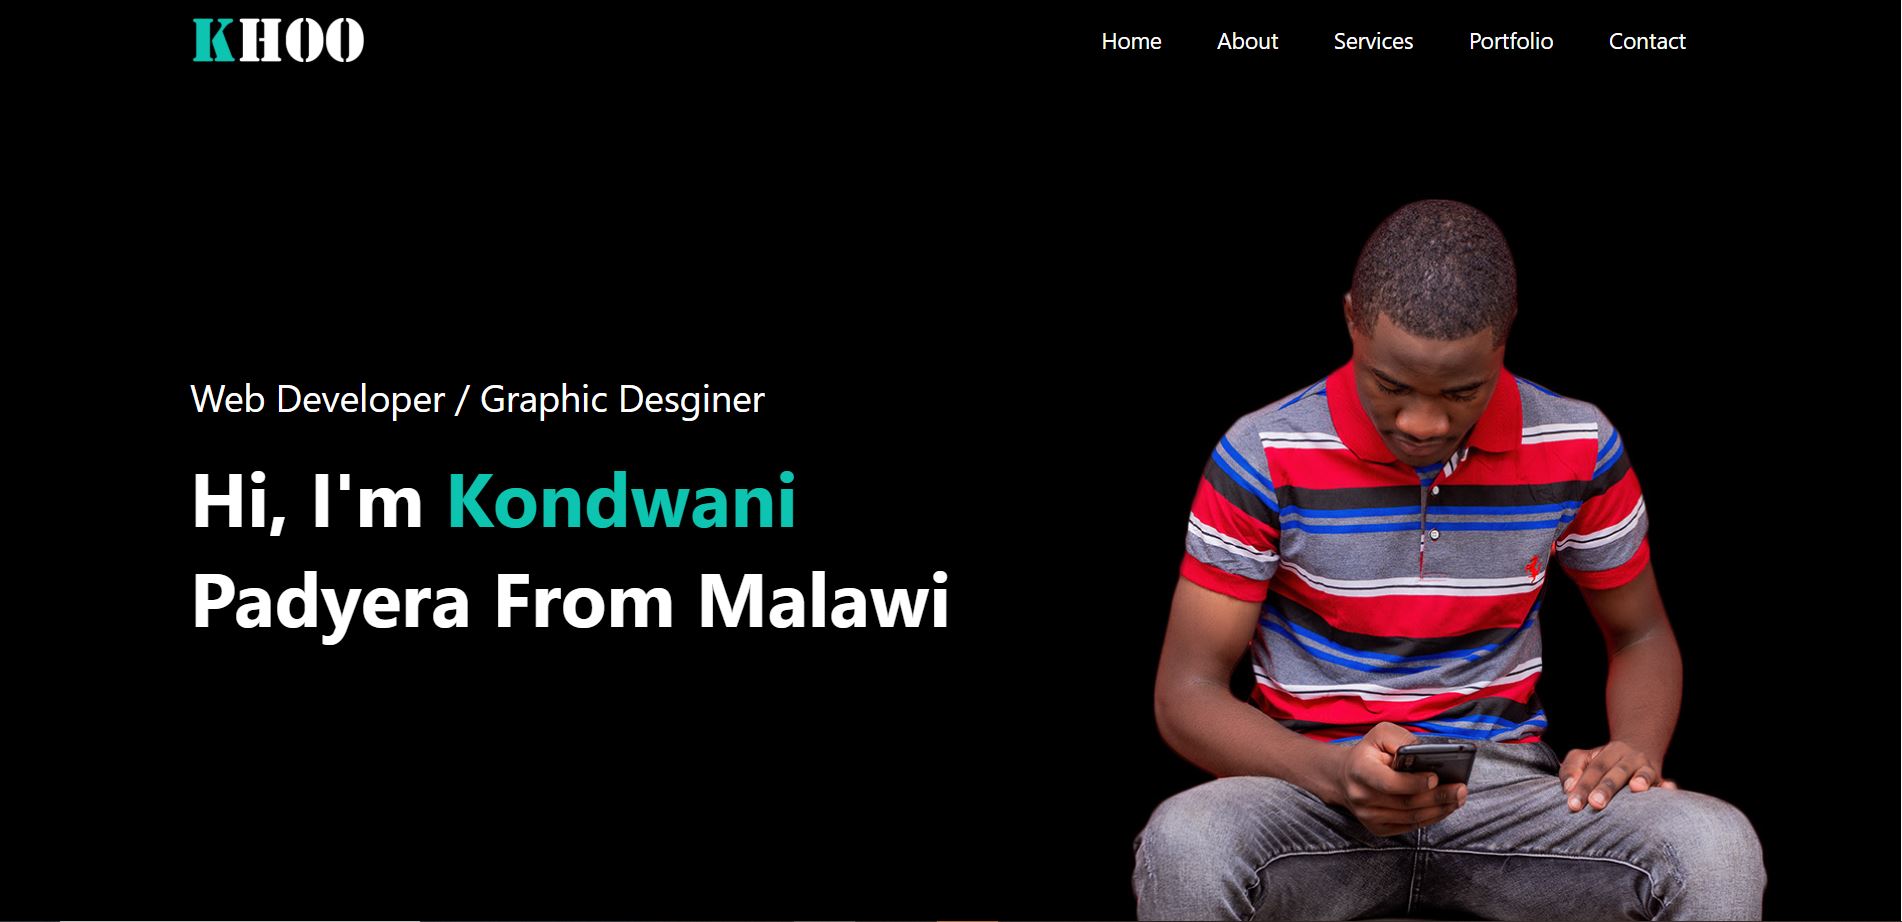 KHOO
Home About Services Portfolio Contact
Web Developer / Graphic Desginer
Hi, I'm Kondwani
Padyera From Malawi